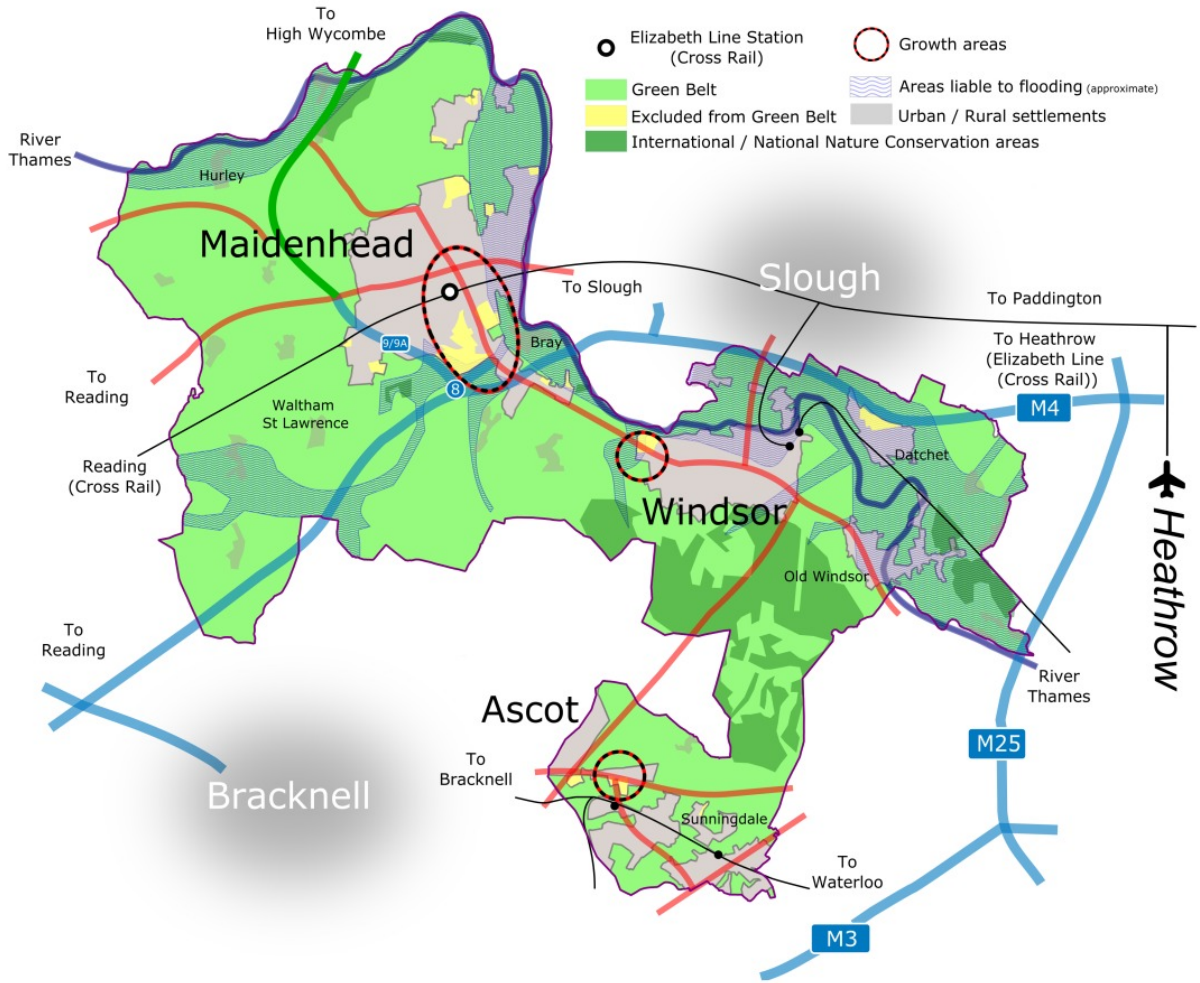 To
High Wycombe
Elizabeth Line Station
(Cross Rail)
Growth areas
Green Belt
Areas liable to flooding (approximate)
Excluded from Green Belt
Urban / Rural settlements
International / National Nature Conservation areas
River
Thames
Hurley
Maidenhead
Slough
To Slough
To Paddington
9/9A
Bray
To Heathrow
(Elizabeth Line
(Cross Rail))
To
Reading
8
M4
Waltham
St Lawrence
Reading
(Cross Rail)
Datchet
Windsor
Heathrow
Old Windsor
To
Reading
River
Thames
Ascot
M25
To
Bracknell
Bracknell
Sunningdale
To
Waterloo
M3